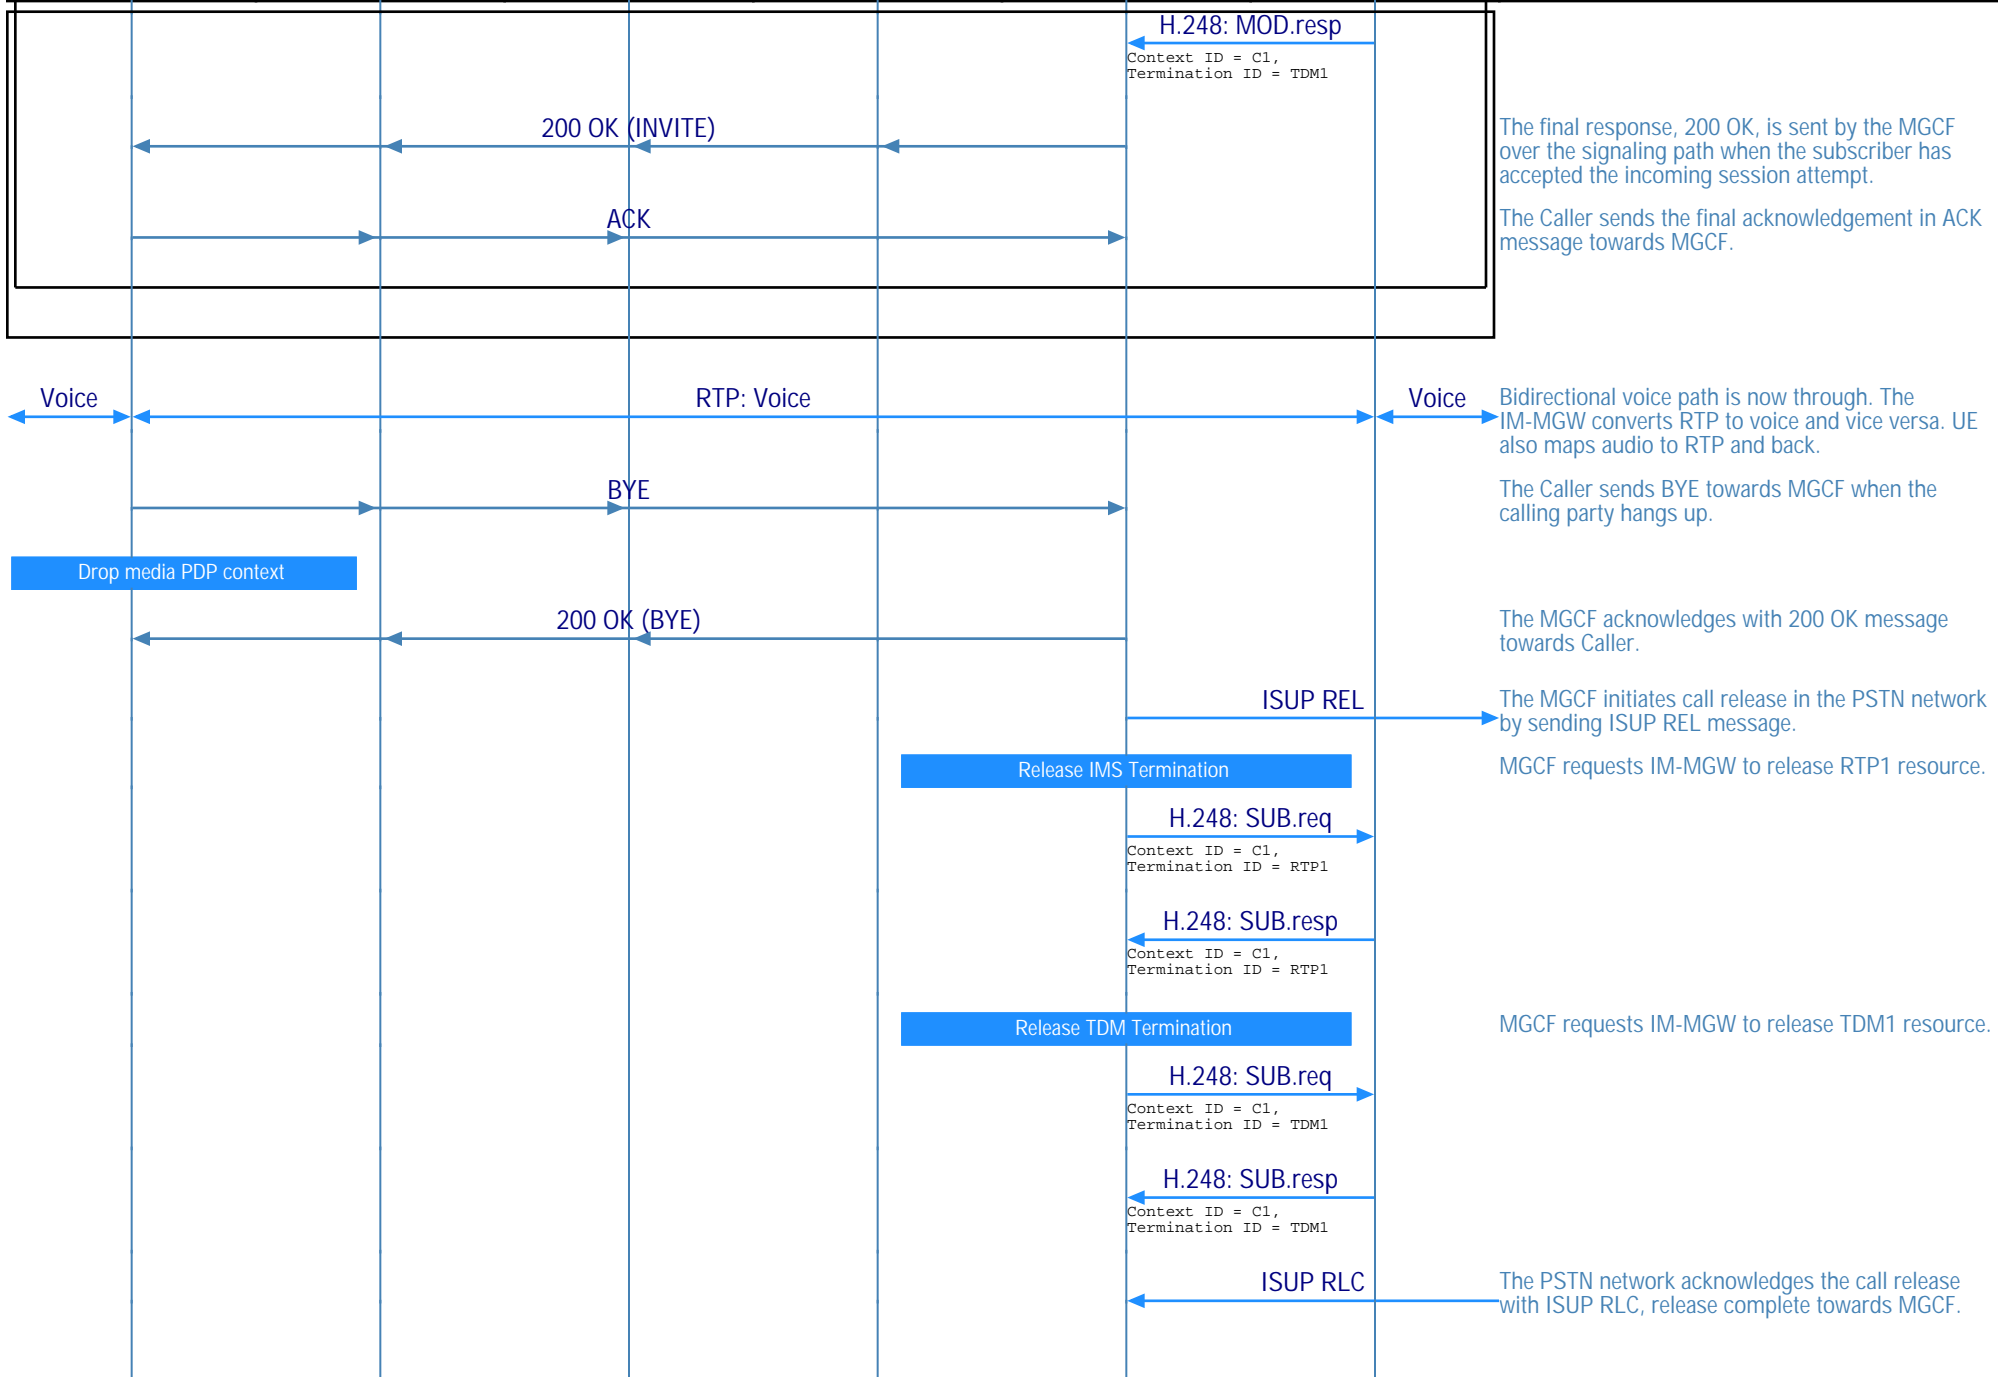 H.248: MOD.resp
Context ID = C1,
Termination ID = TDM1
200 OK (INVITE)
The final response, 200 OK, is sent by the MGCF
over the signaling path when the subscriber has
accepted the incoming session attempt.
ACK
The Caller sends the final acknowledgement in ACK
message towards MGCF.
Voice
RTP: Voice
Voice
Bidirectional voice path is now through. The
IM-MGW converts RTP to voice and vice versa. UE
also maps audio to RTP and back.
BYE
The Caller sends BYE towards MGCF when the
calling party hangs up.
Drop media PDP context
200 OK (BYE)
The MGCF acknowledges with 200 OK message
towards Caller.
ISUP REL
The MGCF initiates call release in the PSTN network
by sending ISUP REL message.
Release IMS Termination
MGCF requests IM-MGW to release RTP1 resource.
H.248: SUB.req
Context ID = C1,
Termination ID = RTP1
H.248: SUB.resp
Context ID = C1,
Termination ID = RTP1
Release TDM Termination
MGCF requests IM-MGW to release TDM1 resource.
H.248: SUB.req
Context ID = C1,
Termination ID = TDM1
H.248: SUB.resp
Context ID = C1,
Termination ID = TDM1
ISUP RLC
The PSTN network acknowledges the call release
with ISUP RLC, release complete towards MGCF.